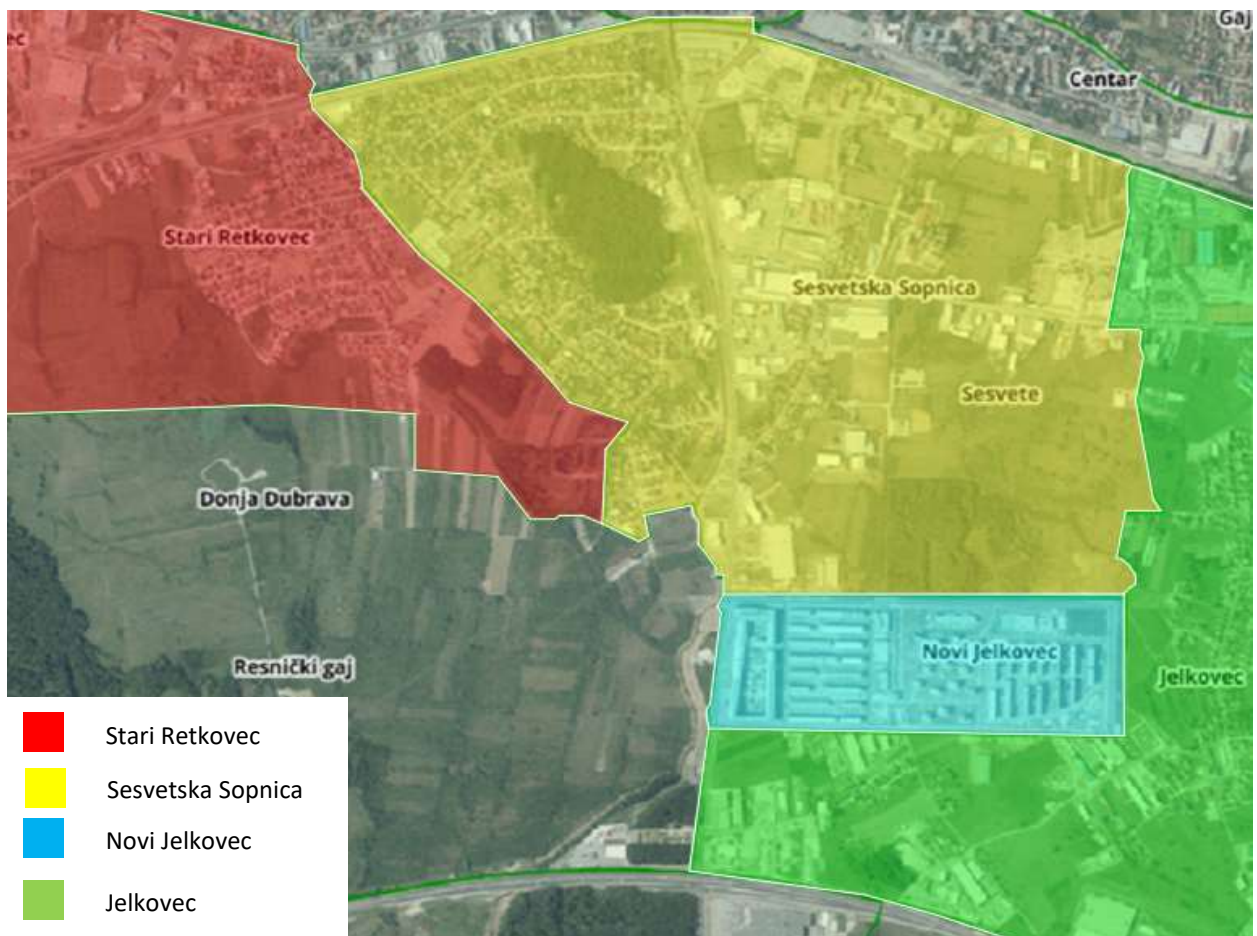 Gaj
ec
Centar
Stari Retkovec
Sesvetska Sopnica
Sesvete
Donja Dubrava
Novi Jelkovec
Resnički gaj
Jelkovec
Stari Retkovec
Sesvetska Sopnica
Novi Jelkovec
Jelkovec